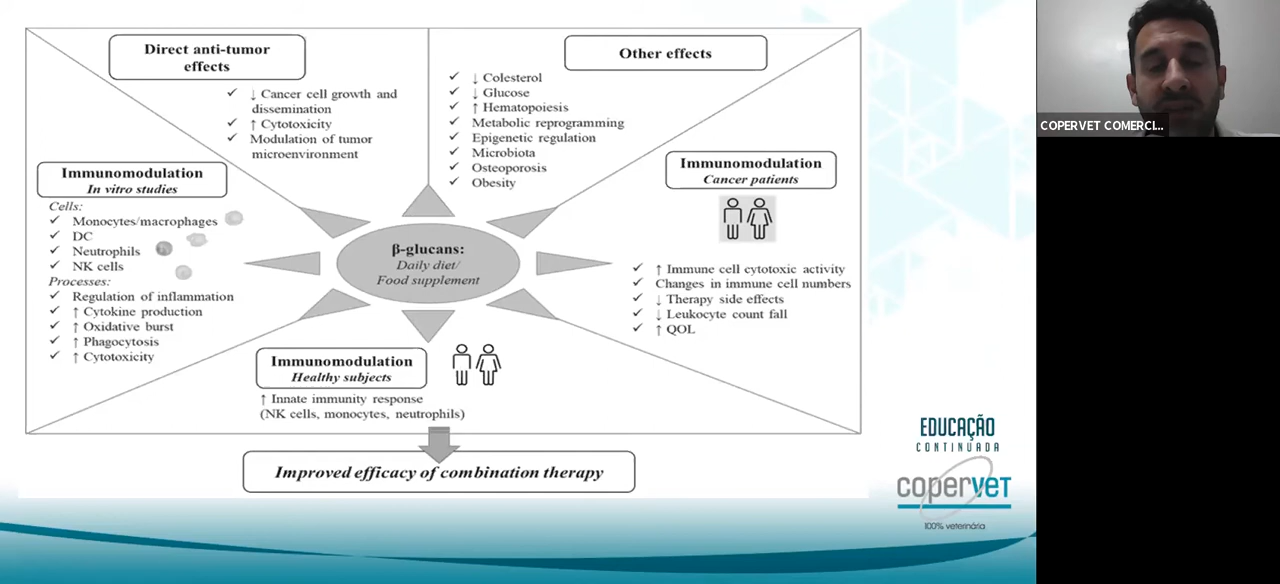 Direct anti-tumor
effects
✓ ↓ Cancer cell growth and
dissemination
✓ ↑ Cytotoxicity
✓ Modulation of tumor
microenvironment
Other effects
✓ ↓ Colesterol
✓ ↓ Glucose
✓ ↑ Hematopoiesis
✓ Metabolic reprogramming
✓ Epigenetic regulation
✓ Microbiota
✓ Osteoporosis
✓ Obesity
Immunomodulation
In vitro studies
Cells:
✓ Monocytes/macrophages
✓ DC
✓ Neutrophils
✓ NK cells
Processes:
✓ Regulation of inflammation
✓ ↑ Cytokine production
✓ ↑ Oxidative burst
✓ ↑ Phagocytosis
✓ ↑ Cytotoxicity
β-glucans:
Daily diet/
Food supplement
Immunomodulation
Cancer patients
✓ ↑ Immune cell cytotoxic activity
✓ Changes in immune cell numbers
✓ ↓ Therapy side effects
✓ ↓ Leukocyte count fall
✓ ↑ QOL
Immunomodulation
Healthy subjects
↑ Innate immunity response
(NK cells, monocytes, neutrophils)
Improved efficacy of combination therapy
EDUCAÇÃO
CONTINUADA
copervet
100% veterinária
COPERVET COMERCI...